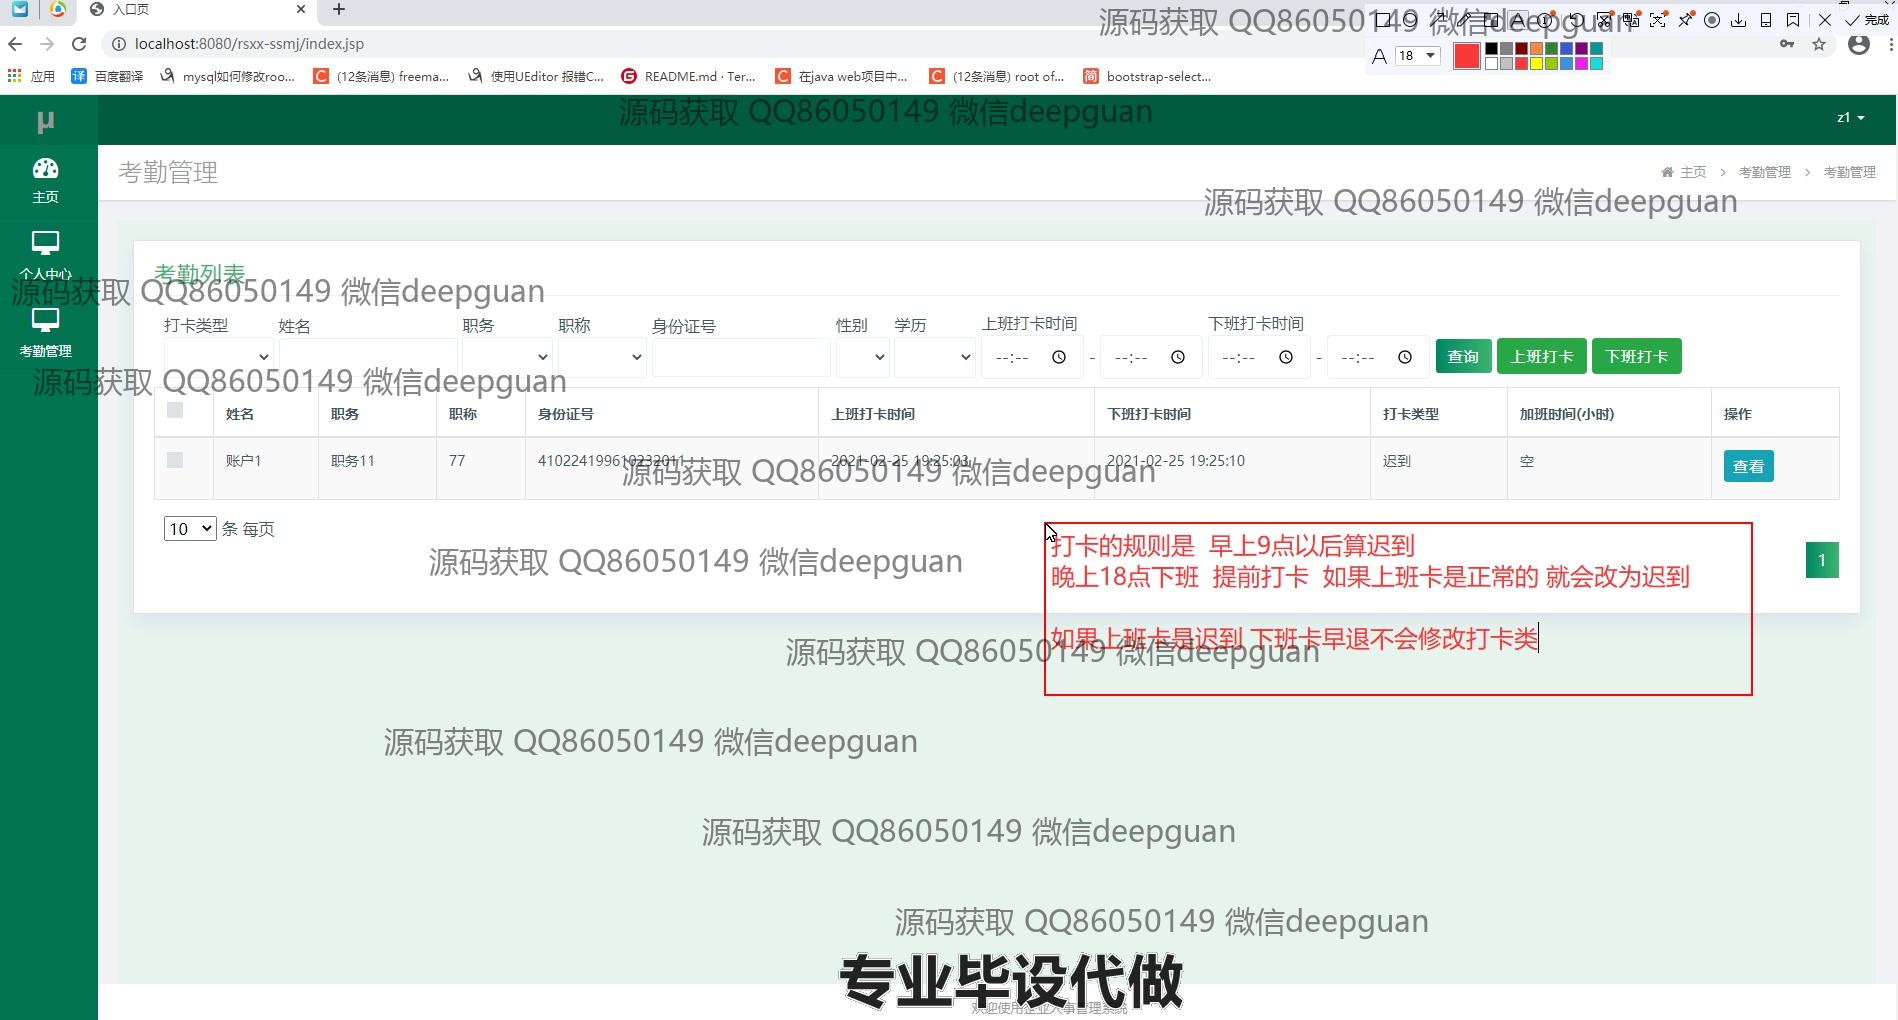 入口页
源码获取 QQ86050149 微信deepguan
完成
localhost:8080/rsxx-ssmj/index.jsp
A 18
应用 百度翻译 mysql如何修改roo... (12条消息) freema... 使用UEditor 报错C... README.md · Ter... 在java web项目中... (12条消息) root of... bootstrap-select...
源码获取 QQ86050149 微信deepguan
µ
z1
主页
考勤管理
主页 > 考勤管理 > 考勤管理
源码获取 QQ86050149 微信deepguan
个人中心
考勤列表
源码获取 QQ86050149 微信deepguan
打卡类型 姓名 职务 职称 身份证号 性别 学历 上班打卡时间 下班打卡时间
考勤管理
--:-- - --:-- --:-- - --:-- 查询 上班打卡 下班打卡
源码获取 QQ86050149 微信deepguan
姓名 职务 职称 身份证号 上班打卡时间 下班打卡时间 打卡类型 加班时间(小时) 操作
账户1 职务11 77 410224199610232011 2021-02-25 19:25:03 2021-02-25 19:25:10 迟到 空 查看
源码获取 QQ86050149 微信deepguan
10 条 每页
打卡的规则是 早上9点以后算迟到
源码获取 QQ86050149 微信deepguan
1
晚上18点下班 提前打卡 如果上班卡是正常的 就会改为迟到
如果上班卡是迟到 下班卡早退不会修改打卡类
源码获取 QQ86050149 微信deepguan
源码获取 QQ86050149 微信deepguan
源码获取 QQ86050149 微信deepguan
源码获取 QQ86050149 微信deepguan
专业毕设代做
欢迎使用企业人事管理系统